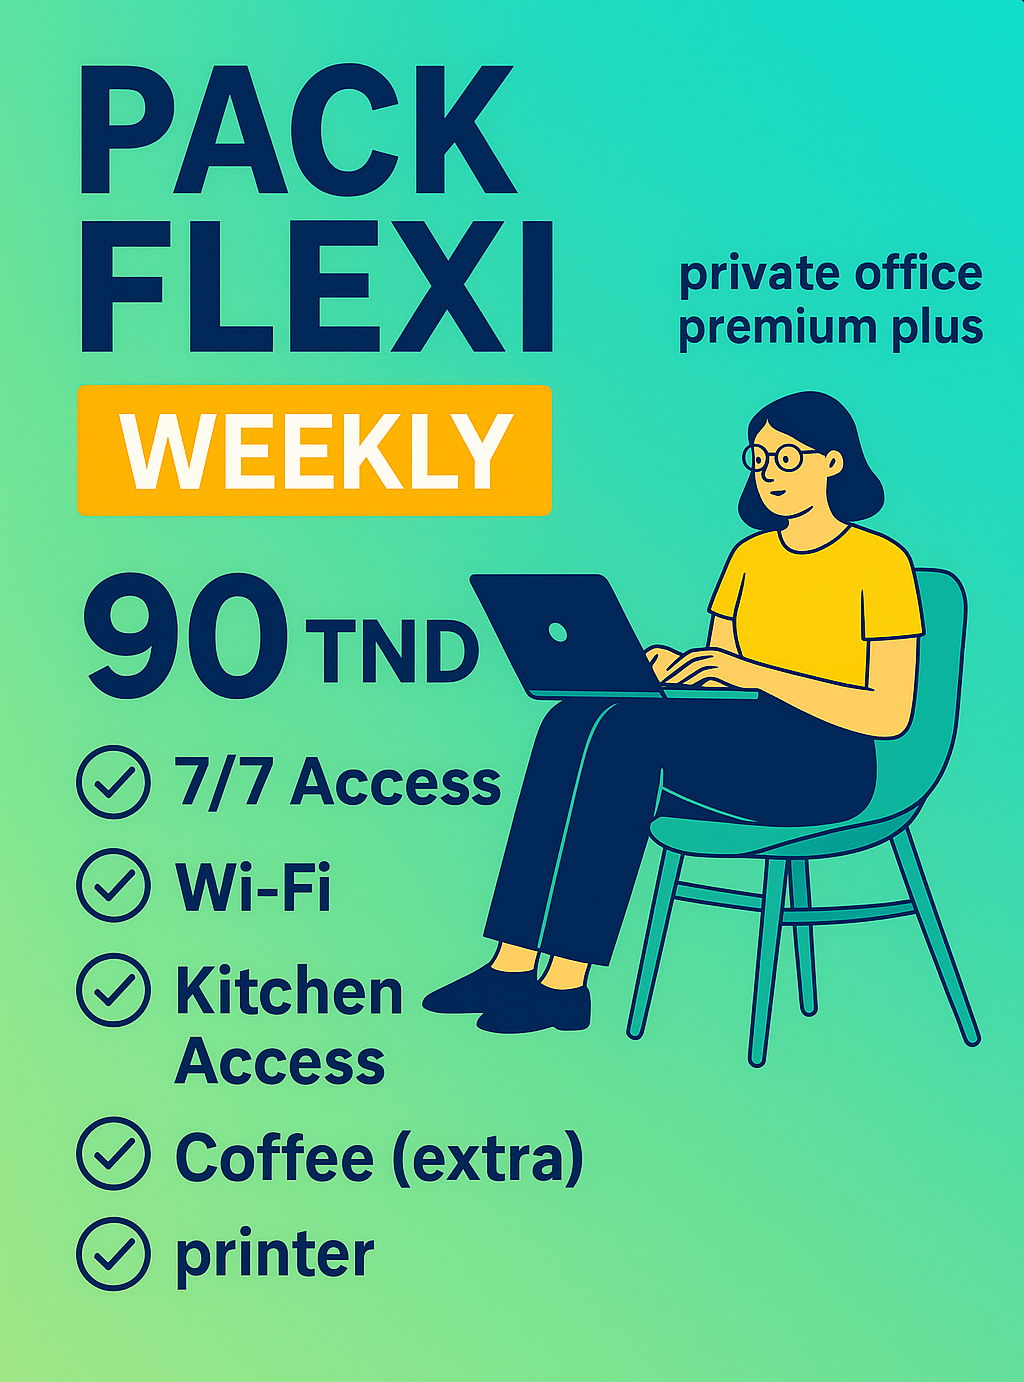 PACK
FLEXI
private office
premium plus
WEEKLY
90 TND
7/7 Access
Wi-Fi
Kitchen
Access
Coffee (extra)
printer